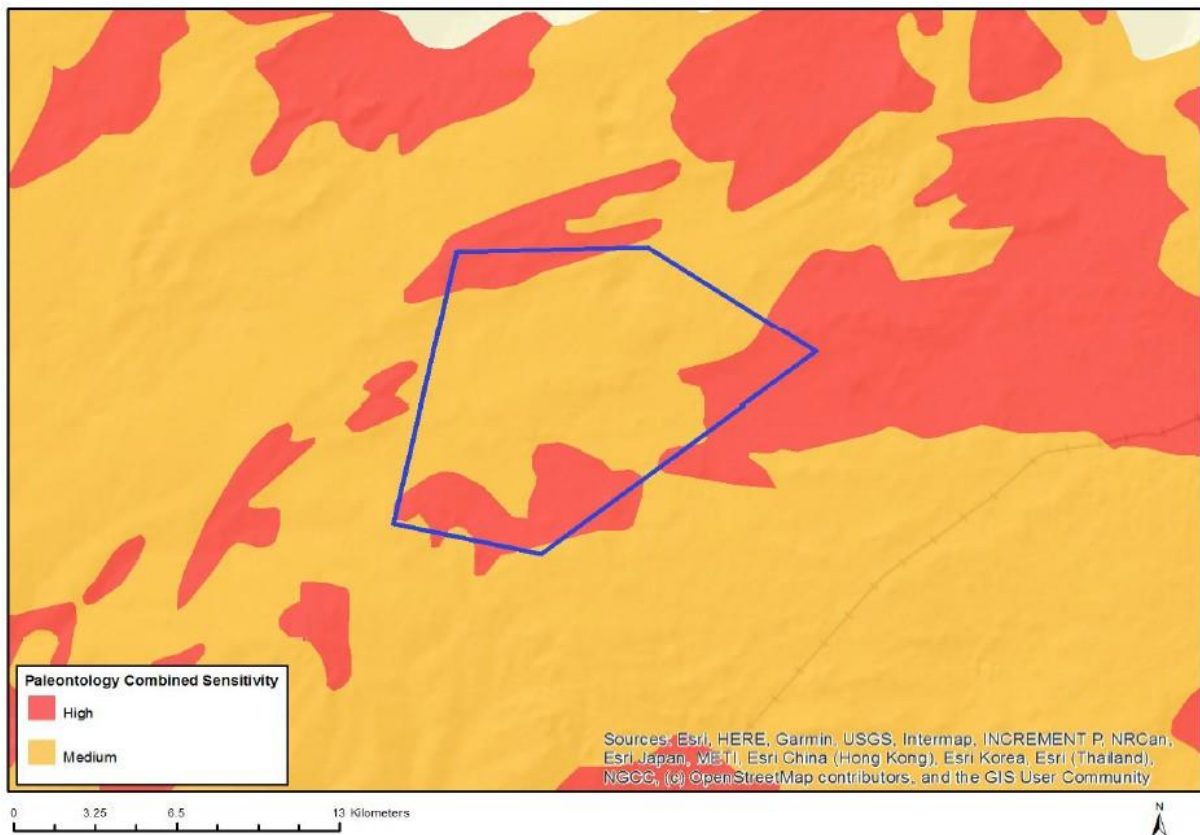 Paleontology Combined Sensitivity
High
Medium
Sources: Esri, HERE, Garmin, USGS, Intermap, INCREMENT P, NRCan,
Esri Japan, METI, Esri China (Hong Kong), Esri Korea, Esri (Thailand),
NGCC, (c) OpenStreetMap contributors, and the GIS User Community
0 3.25 6.5 13 Kilometers
N